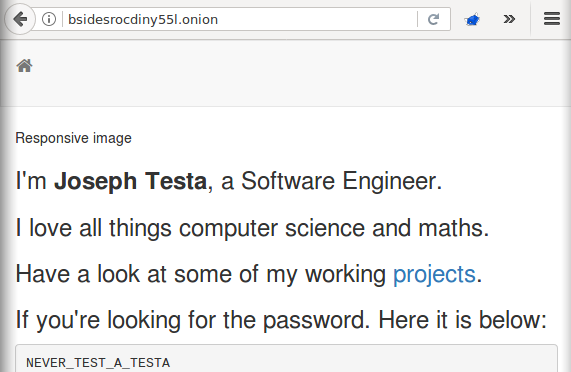 bsidesrocdiny55l.onion
Responsive image
I'm Joseph Testa, a Software Engineer.
I love all things computer science and maths.
Have a look at some of my working projects.
If you're looking for the password. Here it is below:
NEVER_TEST_A_TESTA